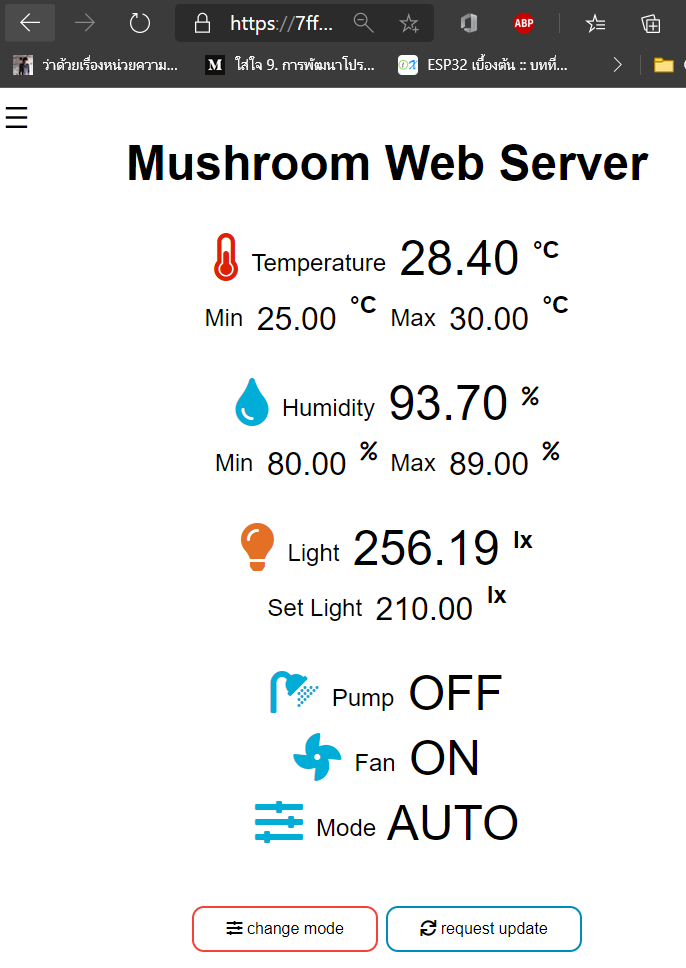 https://7ff...
ABP
ว่าด้วยเรื่องหน่วยความ... M ใส่ใจ 9. การพัฒนาโปร... ESP32 เบื้องต้น :: บทที่...
Mushroom Web Server
Temperature 28.40 °C
Min 25.00 °C Max 30.00 °C
Humidity 93.70 %
Min 80.00 % Max 89.00 %
Light 256.19 lx
Set Light 210.00 lx
Pump OFF
Fan ON
Mode AUTO
change mode request update